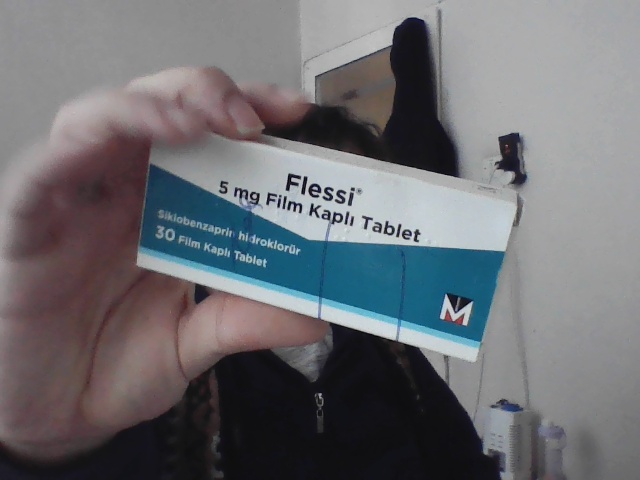 Flessi®
5 mg Film Kaplı Tablet
Siklobenzaprin hidroklorür
30 Film Kaplı Tablet
M